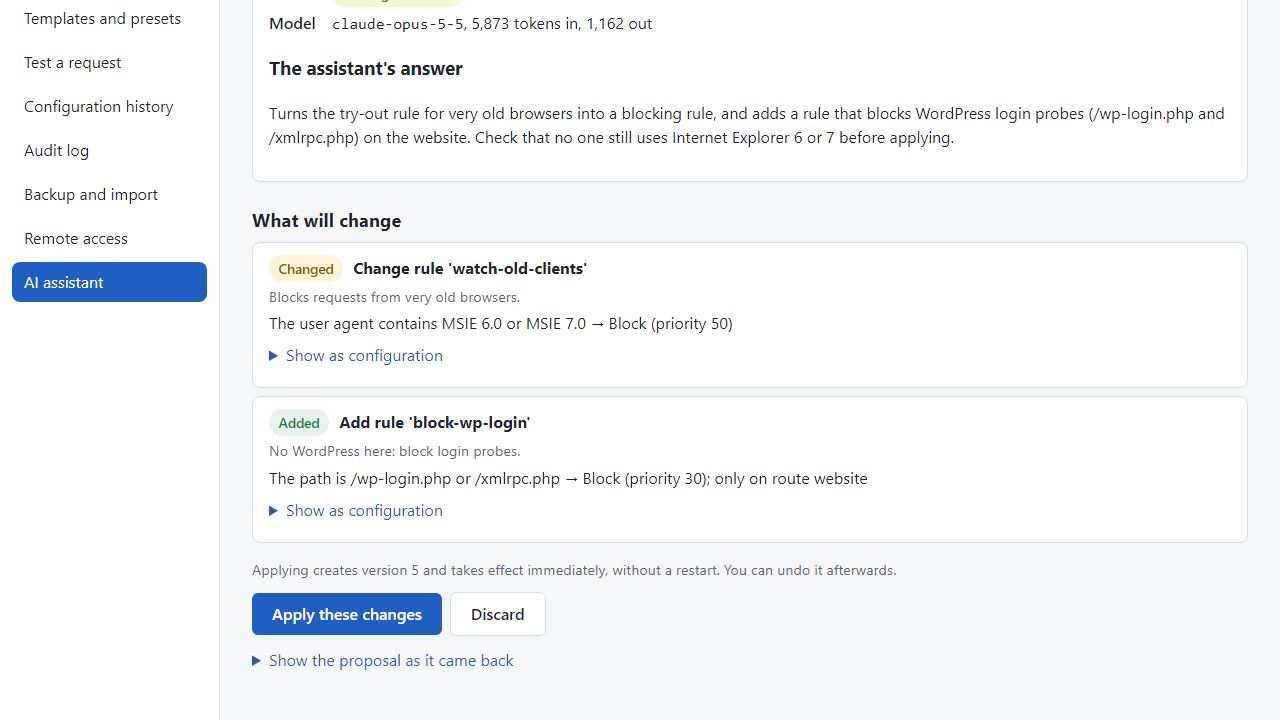 Templates and presets
Test a request
Configuration history
Audit log
Backup and import
Remote access
AI assistant
Model claude-opus-5-5, 5,873 tokens in, 1,162 out
The assistant's answer
Turns the try-out rule for very old browsers into a blocking rule, and adds a rule that blocks WordPress login probes (/wp-login.php and
/xmlrpc.php) on the website. Check that no one still uses Internet Explorer 6 or 7 before applying.
What will change
Changed Change rule 'watch-old-clients'
Blocks requests from very old browsers.
The user agent contains MSIE 6.0 or MSIE 7.0 → Block (priority 50)
Show as configuration
Added Add rule 'block-wp-login'
No WordPress here: block login probes.
The path is /wp-login.php or /xmlrpc.php → Block (priority 30); only on route website
Show as configuration
Applying creates version 5 and takes effect immediately, without a restart. You can undo it afterwards.
Apply these changes Discard
Show the proposal as it came back